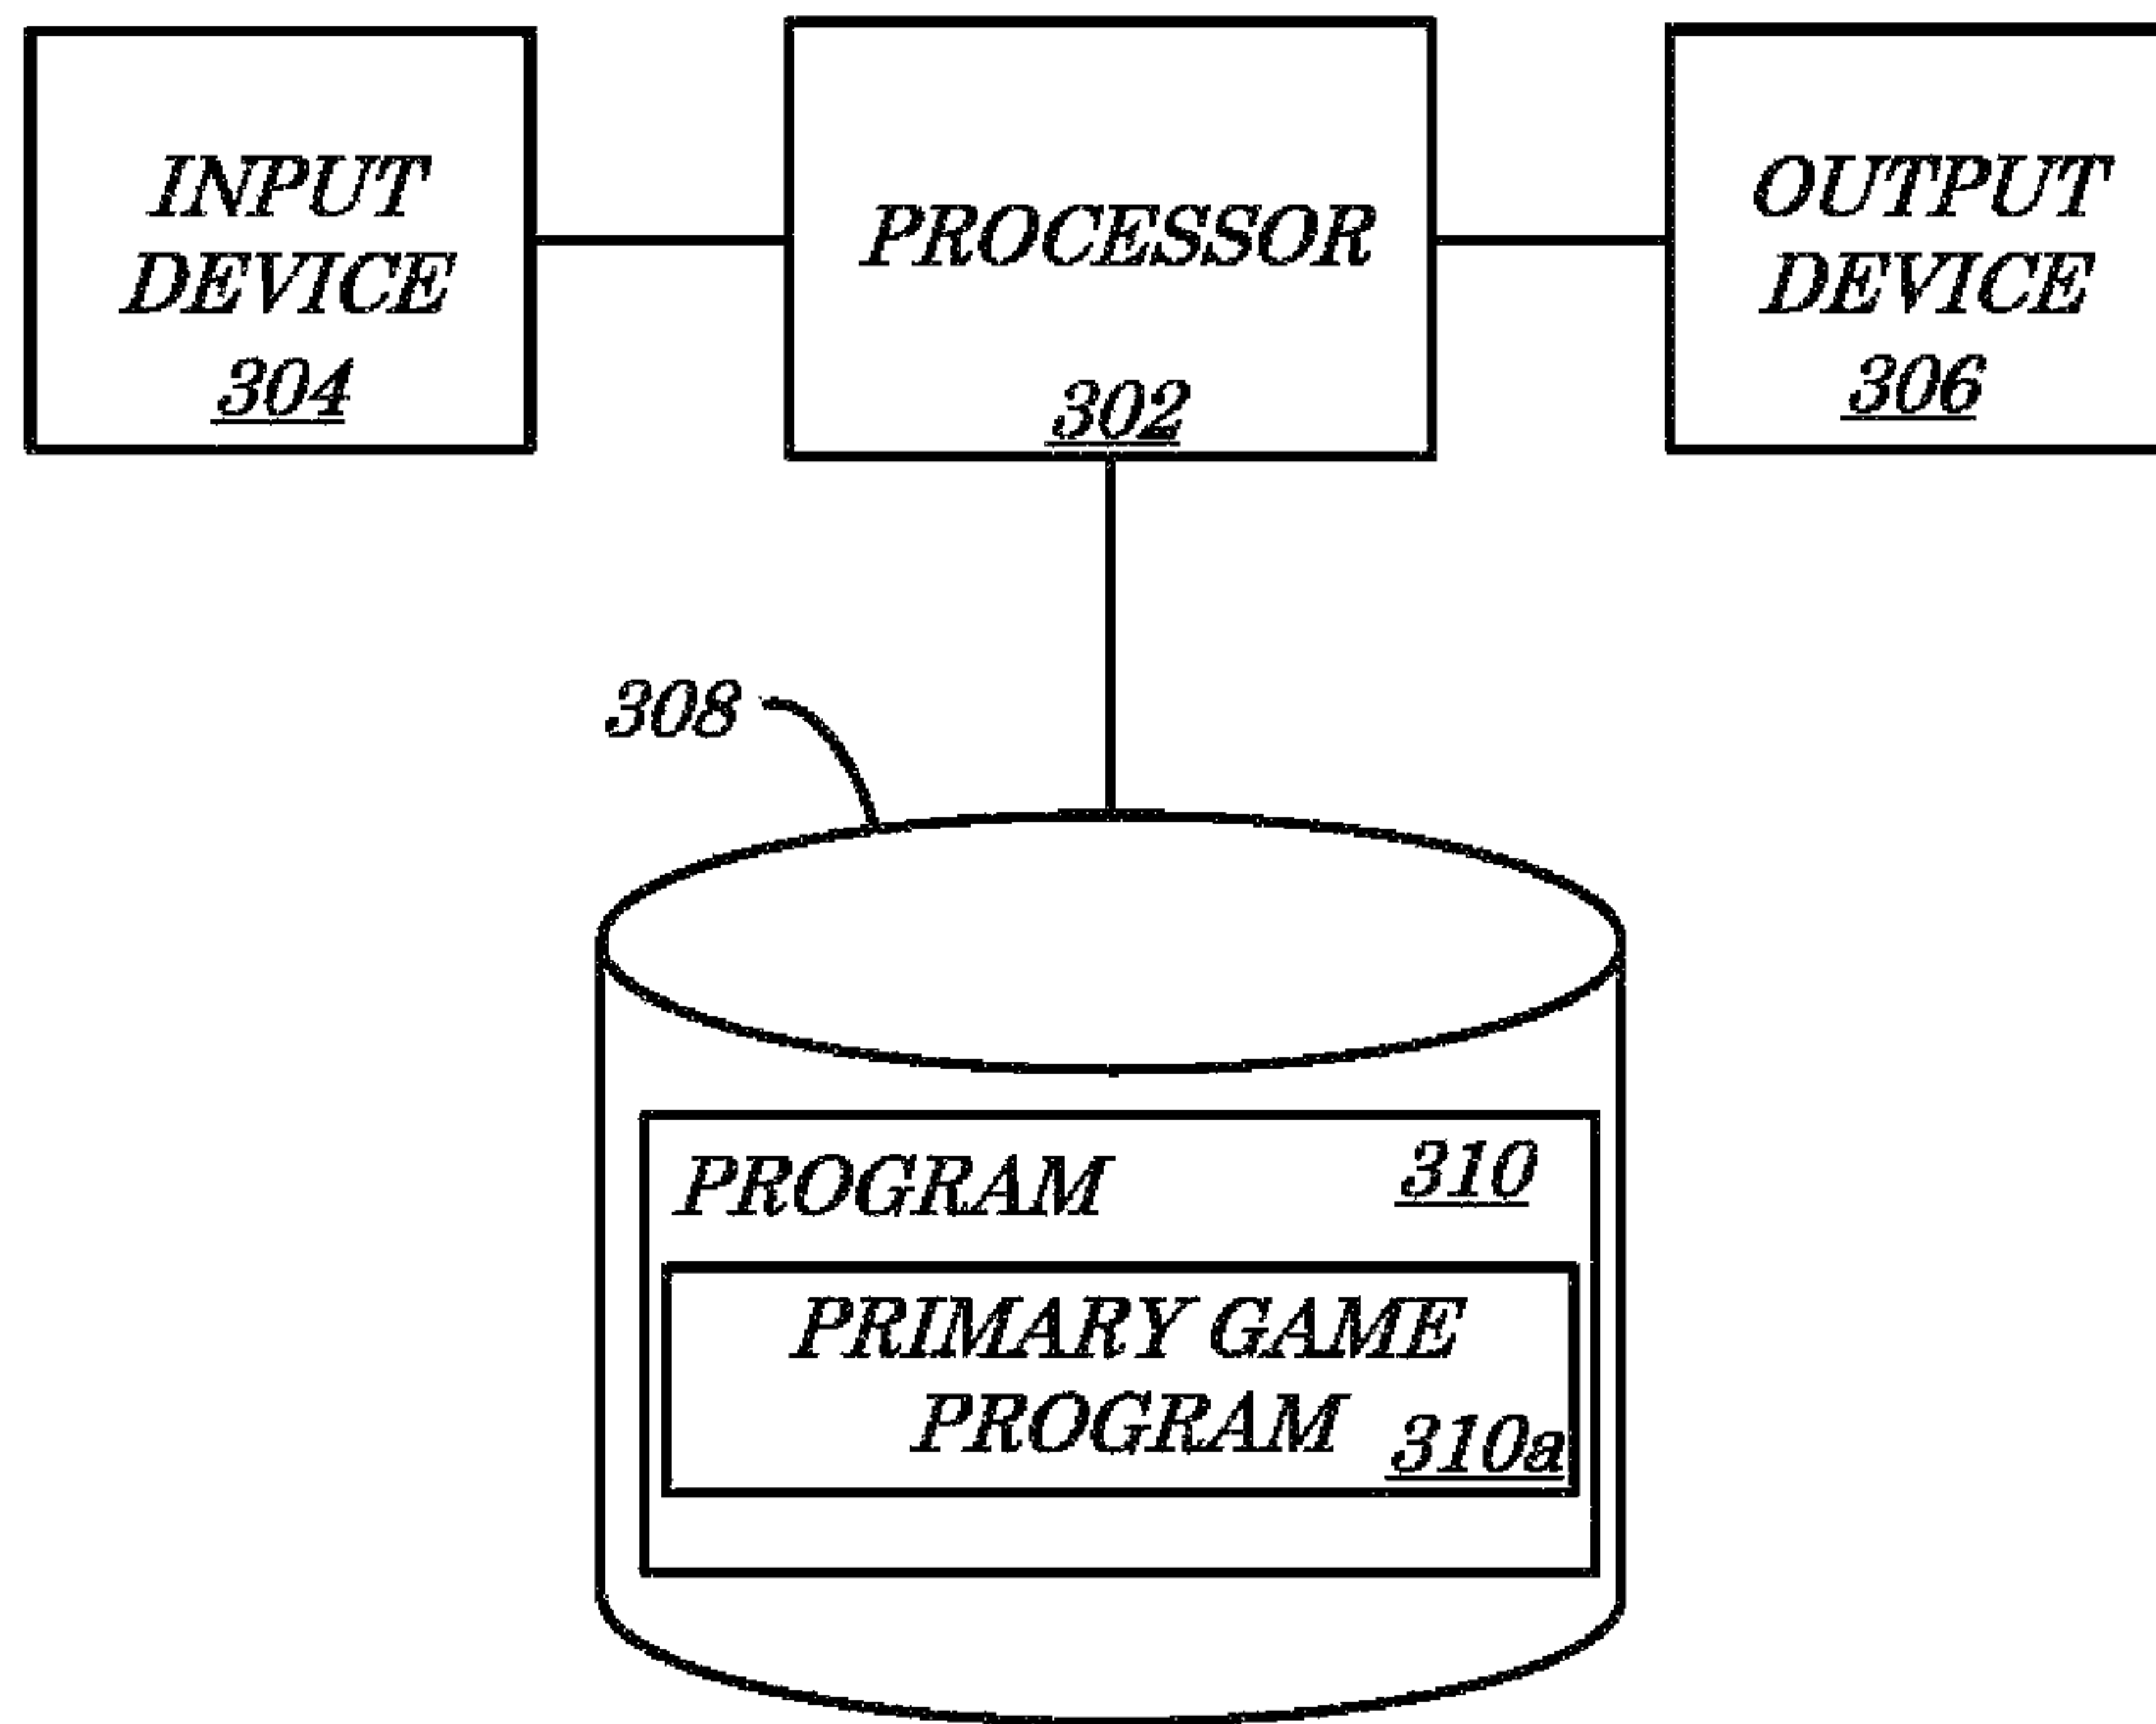 INPUT
DEVICE
304
PROCESSOR
302
OUTPUT
DEVICE
306
308
PROGRAM 310
PRIMARY GAME
PROGRAM 310a